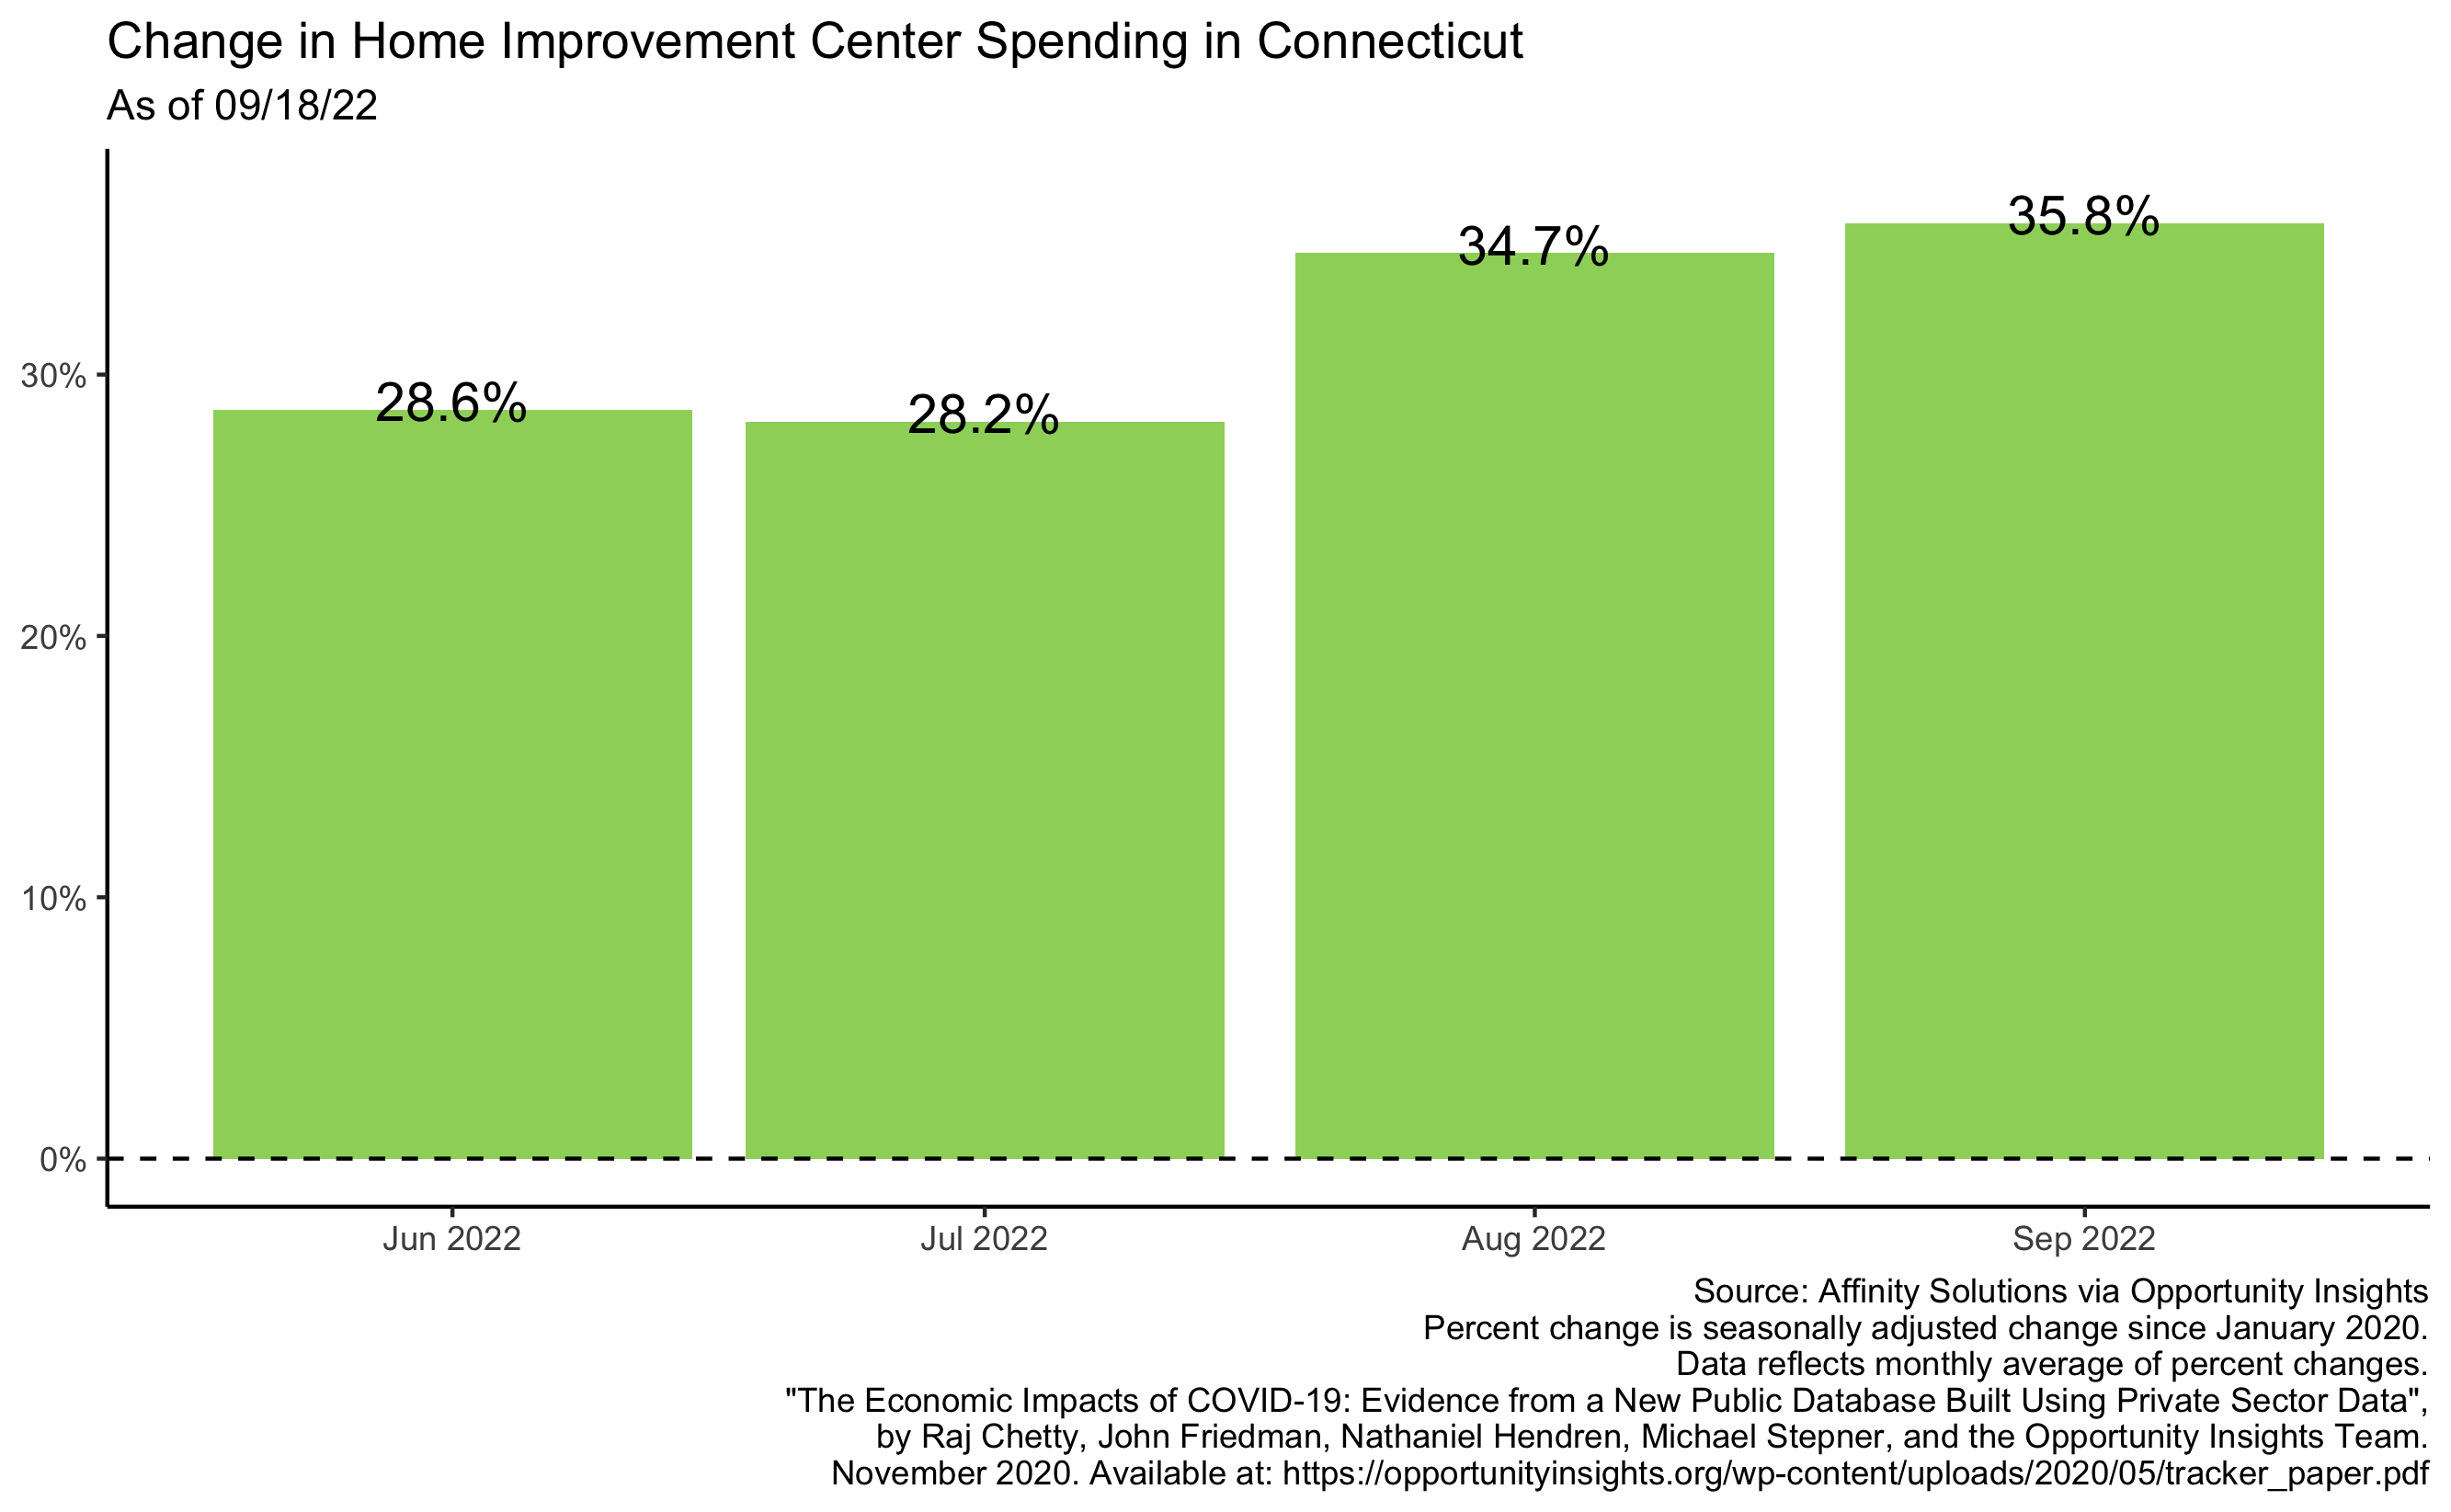 Change in Home Improvement Center Spending in Connecticut
As of 09/18/22
35.8%
34.7%
30%
28.6%
28.2%
20%
10%
0%
Jun 2022 Jul 2022 Aug 2022 Sep 2022
Source: Affinity Solutions via Opportunity Insights
Percent change is seasonally adjusted change since January 2020.
Data reflects monthly average of percent changes.
"The Economic Impacts of COVID-19: Evidence from a New Public Database Built Using Private Sector Data",
by Raj Chetty, John Friedman, Nathaniel Hendren, Michael Stepner, and the Opportunity Insights Team.
November 2020. Available at: https://opportunityinsights.org/wp-content/uploads/2020/05/tracker_paper.pdf